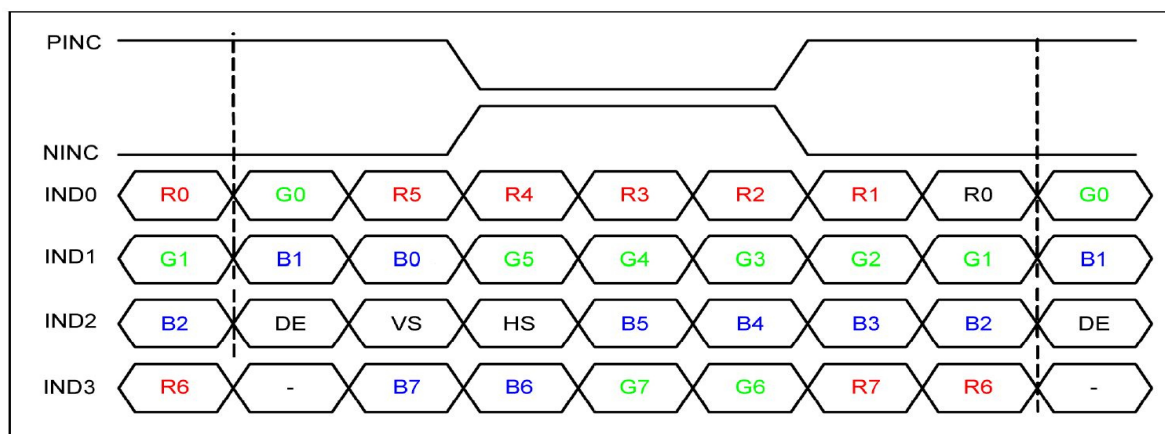 PINC
NINC
IND0 R0 G0 R5 R4 R3 R2 R1 R0 G0
IND1 G1 B1 B0 G5 G4 G3 G2 G1 B1
IND2 B2 DE VS HS B5 B4 B3 B2 DE
IND3 R6 - B7 B6 G7 G6 R7 R6 -